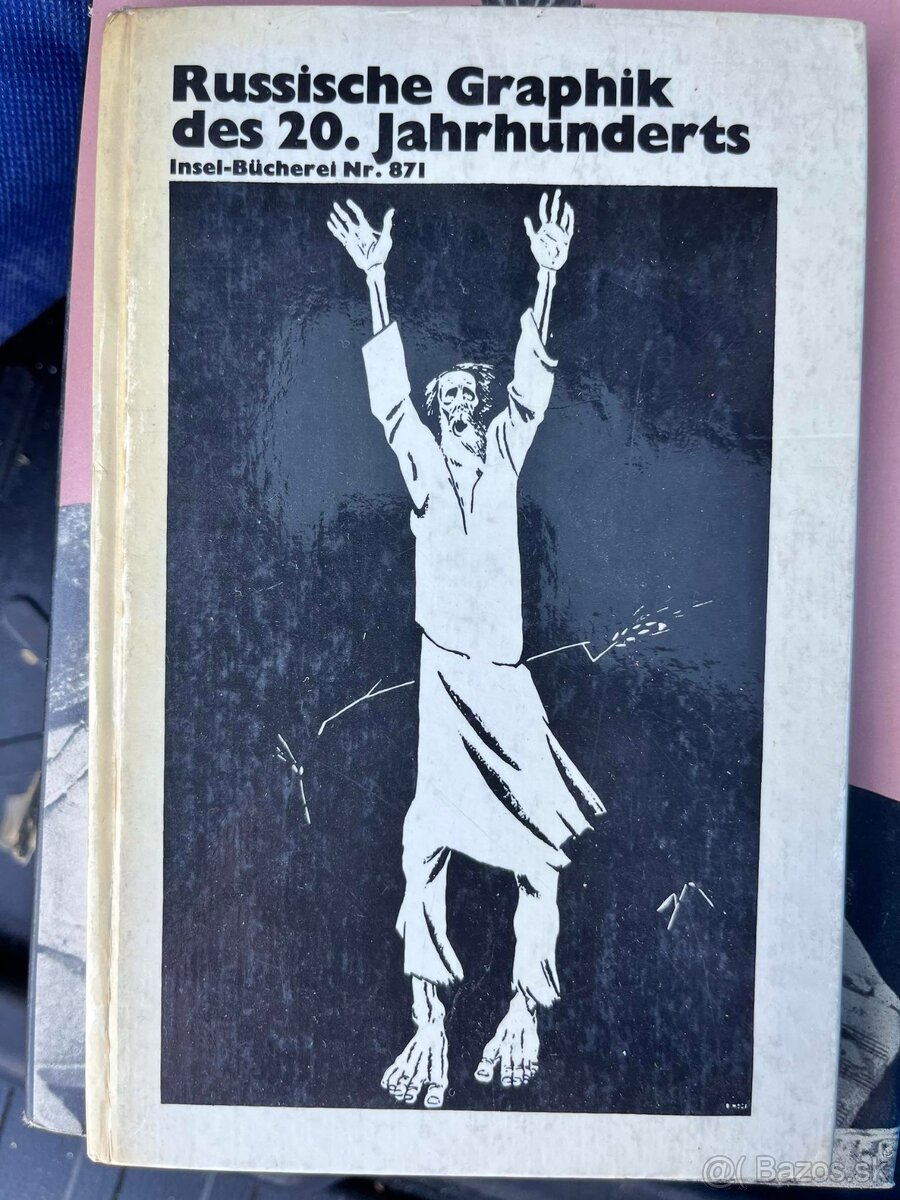 Russische Graphik
des 20. Jahrhunderts
Insel-Bücherei Nr. 871
@( Bazos.sk